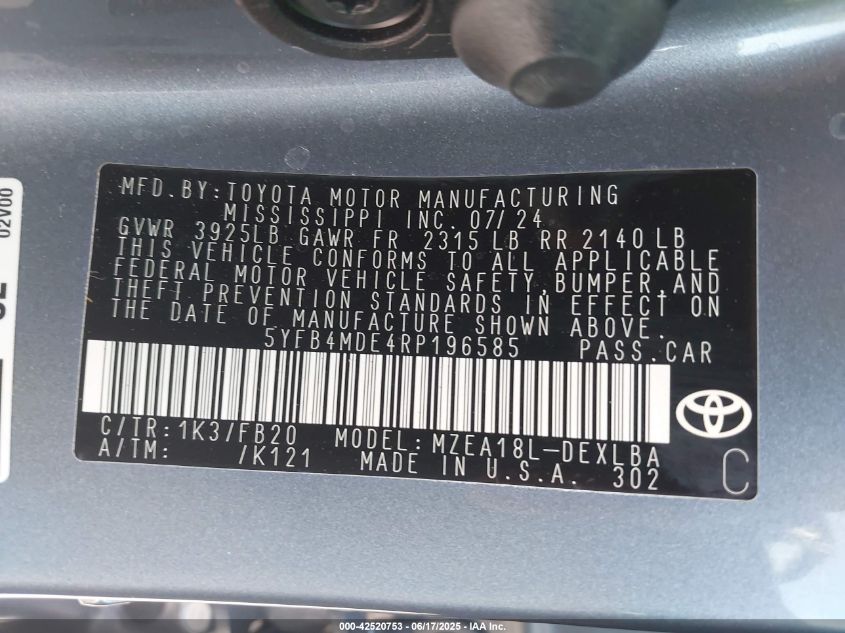 02V00
MFD.BY:TOYOTA MOTOR MANUFACTURING
MISSISSIPPI INC. 07/24
GVWR 3925LB GAWR FR 2315 LB RR 2140 LB
THIS VEHICLE CONFORMS TO ALL APPLICABLE
FEDERAL MOTOR VEHICLE SAFETY,BUMPER,AND
THEFT PREVENTION STANDARDS IN EFFECT ON
THE DATE OF MANUFACTURE SHOWN ABOVE.
5YFB4MDE4RP196585 PASS.CAR
C/TR:1K3/FB20 MODEL:MZEA18L-DEXLBA
A/TM: /K121 MADE IN U.S.A. 302
C
000-42520753 - 06/17/2025 - IAA Inc.